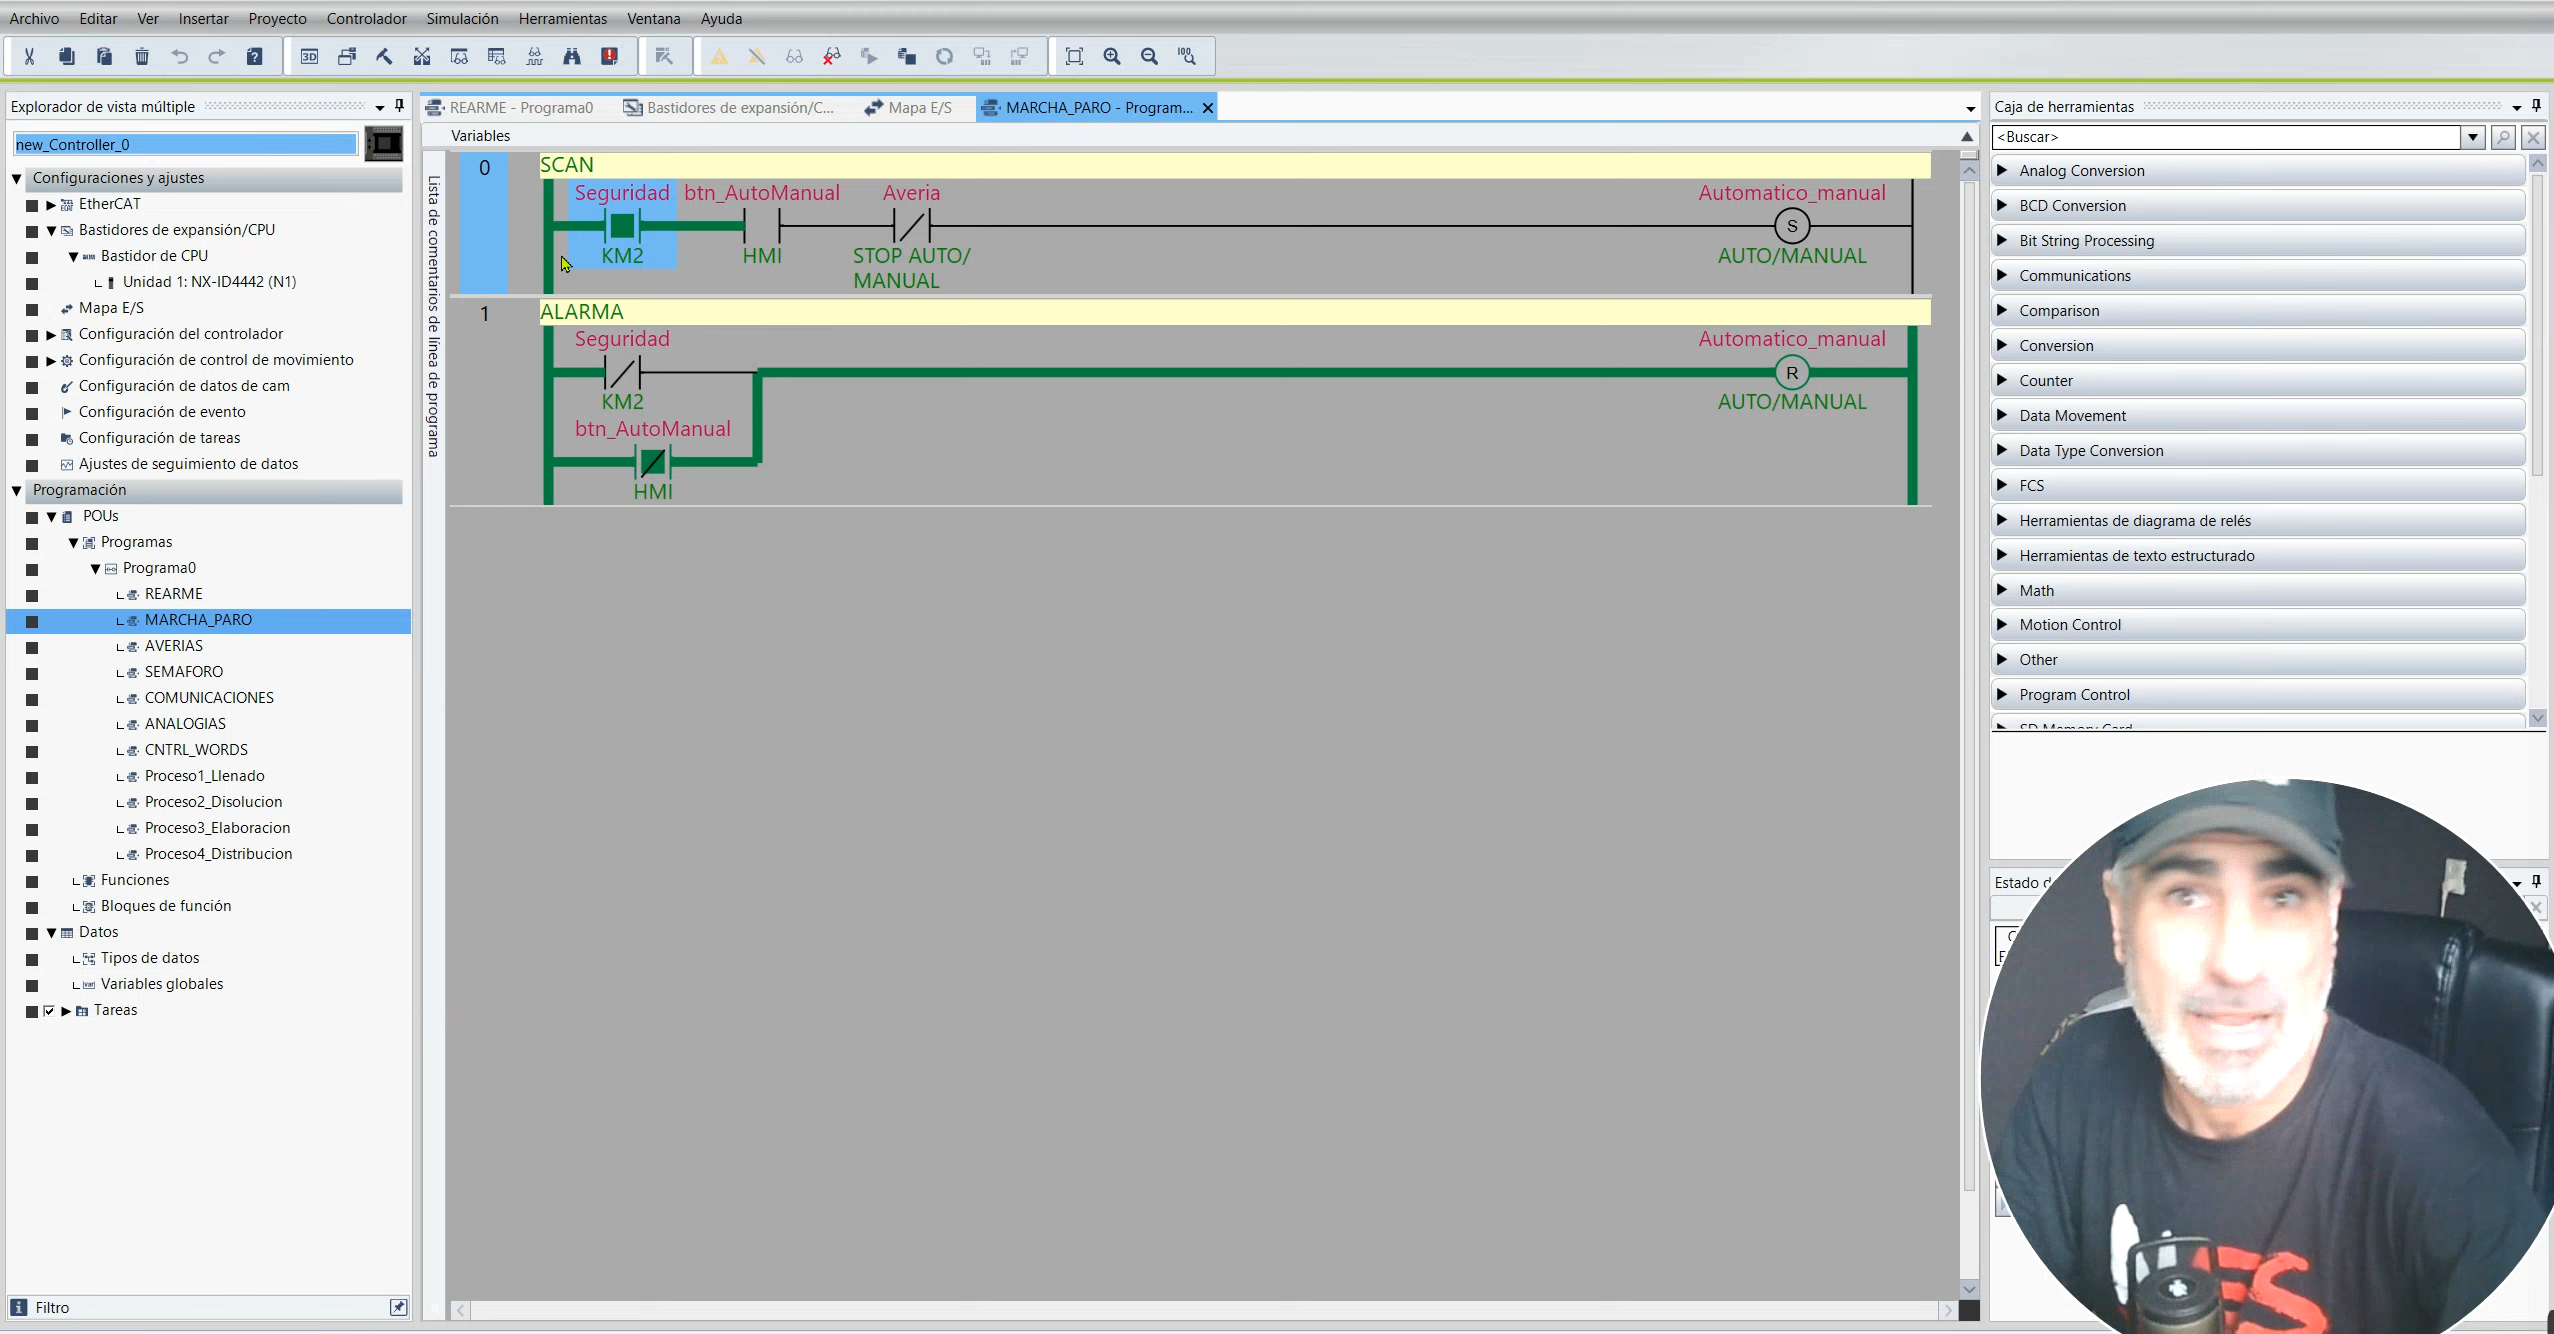 Archivo Editar Ver Insertar Proyecto Controlador Simulación Herramientas Ventana Ayuda
Explorador de vista múltiple
new_Controller_0
Configuraciones y ajustes
EtherCAT
Bastidores de expansión/CPU
Bastidor de CPU
Unidad 1: NX-ID4442 (N1)
Mapa E/S
Configuración del controlador
Configuración de control de movimiento
Configuración de datos de cam
Configuración de evento
Configuración de tareas
Ajustes de seguimiento de datos
Programación
POUs
Programas
Programa0
REARME
MARCHA_PARO
AVERIAS
SEMAFORO
COMUNICACIONES
ANALOGIAS
CNTRL_WORDS
Proceso1_Llenado
Proceso2_Disolucion
Proceso3_Elaboracion
Proceso4_Distribucion
Funciones
Bloques de función
Datos
Tipos de datos
Variables globales
Tareas
Filtro
REARME - Programa0 Bastidores de expansión/C... Mapa E/S MARCHA_PARO - Program...
Variables
Lista de comentarios de línea de programa
0 SCAN
Seguridad btn_AutoManual Averia Automatico_manual
S
KM2 HMI STOP AUTO/ AUTO/MANUAL
MANUAL
1 ALARMA
Seguridad Automatico_manual
R
KM2 AUTO/MANUAL
btn_AutoManual
HMI
Caja de herramientas
<Buscar>
Analog Conversion
BCD Conversion
Bit String Processing
Communications
Comparison
Conversion
Counter
Data Movement
Data Type Conversion
FCS
Herramientas de diagrama de relés
Herramientas de texto estructurado
Math
Motion Control
Other
Program Control
SD Memory Card
Estado